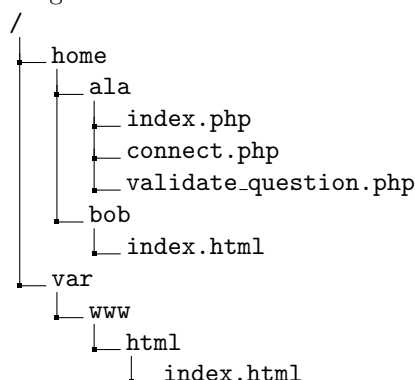 /
home
ala
index.php
connect.php
validate_question.php
bob
index.html
var
www
html
index.html